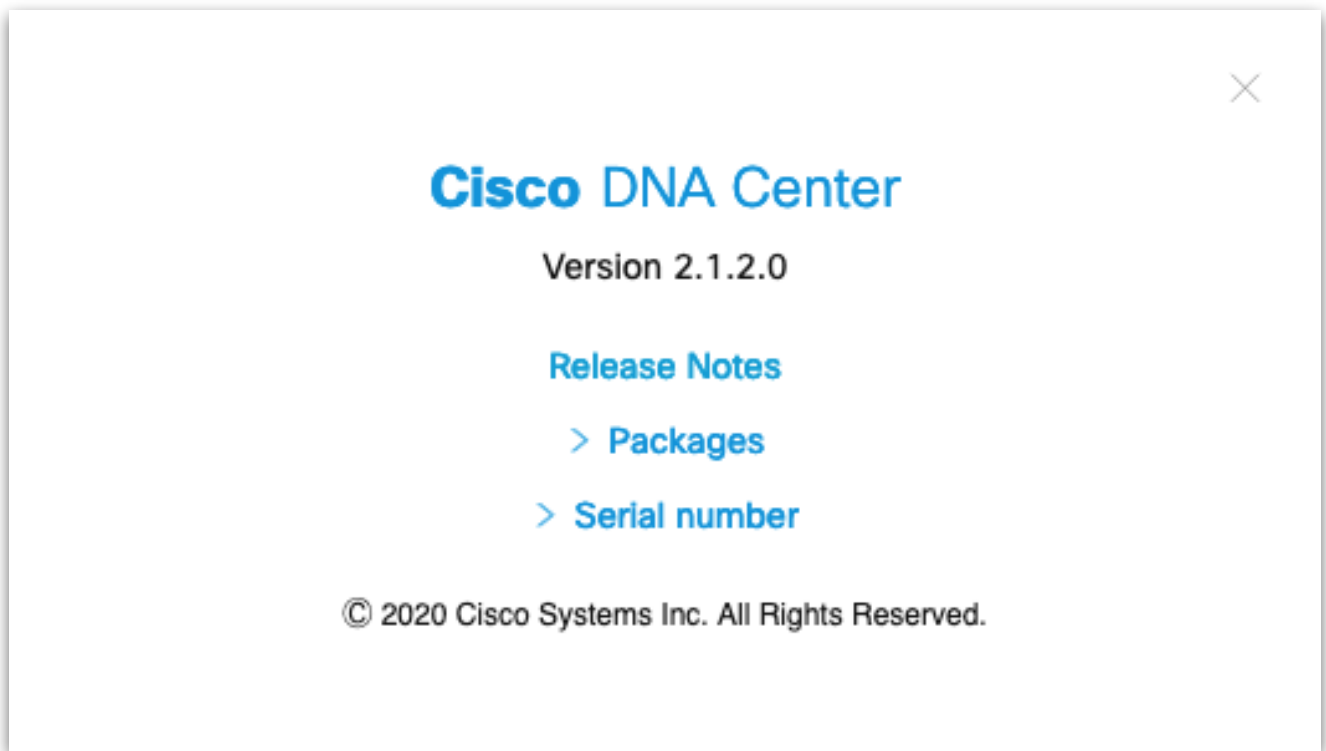 Cisco DNA Center
Version 2.1.2.0
Release Notes
> Packages
> Serial number
© 2020 Cisco Systems Inc. All Rights Reserved.